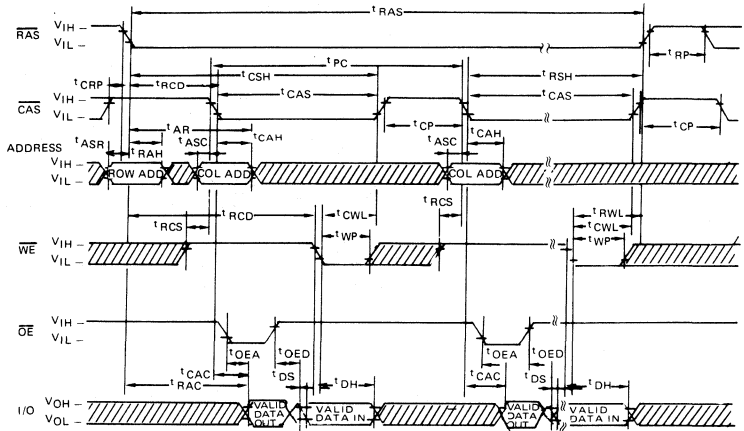 tRAS
RAS
VIH
VIL
tRP
tPC
tCSH
tRSH
tCRP
tRCD
tCAS
tCAS
CAS
VIH
VIL
tAR
tCP
tCP
tASR
tRAH
tASC
tCAH
tASC
tCAH
ADDRESS
VIH
VIL
ROW ADD
COL ADD
COL ADD
tRCD
tCWL
tRCS
tRWL
tRCS
tWP
tCWL
tWP
WE
VIH
VIL
OE
VIH
VIL
tOEA
tOED
tOEA
tOED
tCAC
tDS
tCAC
tDS
tRAC
tDH
tDH
I/O
VOH
VOL
VALID DATA OUT
VALID DATA IN
VALID DATA OUT
VALID DATA IN